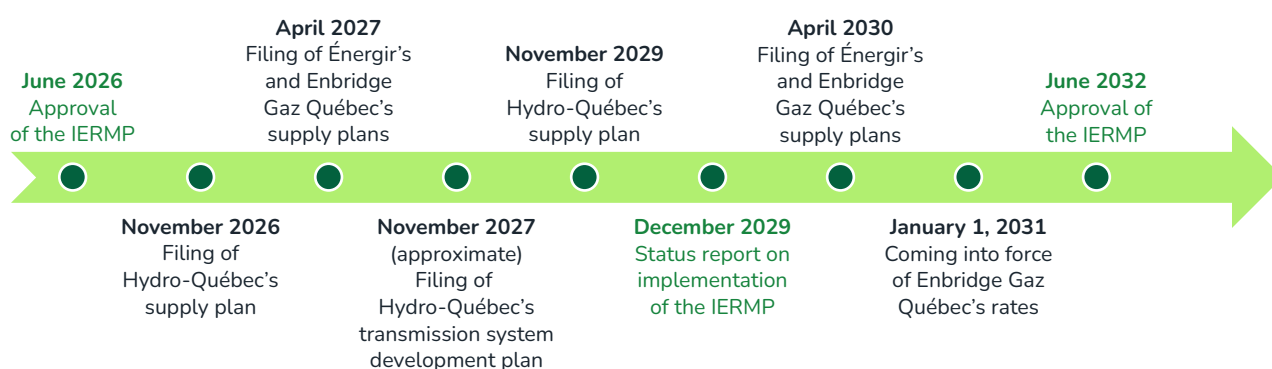 June 2026
Approval
of the IERMP
November 2026
Filing of
Hydro-Québec's
supply plan
April 2027
Filing of Énergir's
and Enbridge
Gaz Québec's
supply plans
November 2027
(approximate)
Filing of
Hydro-Québec's
transmission system
development plan
November 2029
Filing of
Hydro-Québec's
supply plan
December 2029
Status report on
implementation
of the IERMP
April 2030
Filing of Énergir's
and Enbridge
Gaz Québec's
supply plans
January 1, 2031
Coming into force
of Enbridge Gaz
Québec's rates
June 2032
Approval of
the IERMP